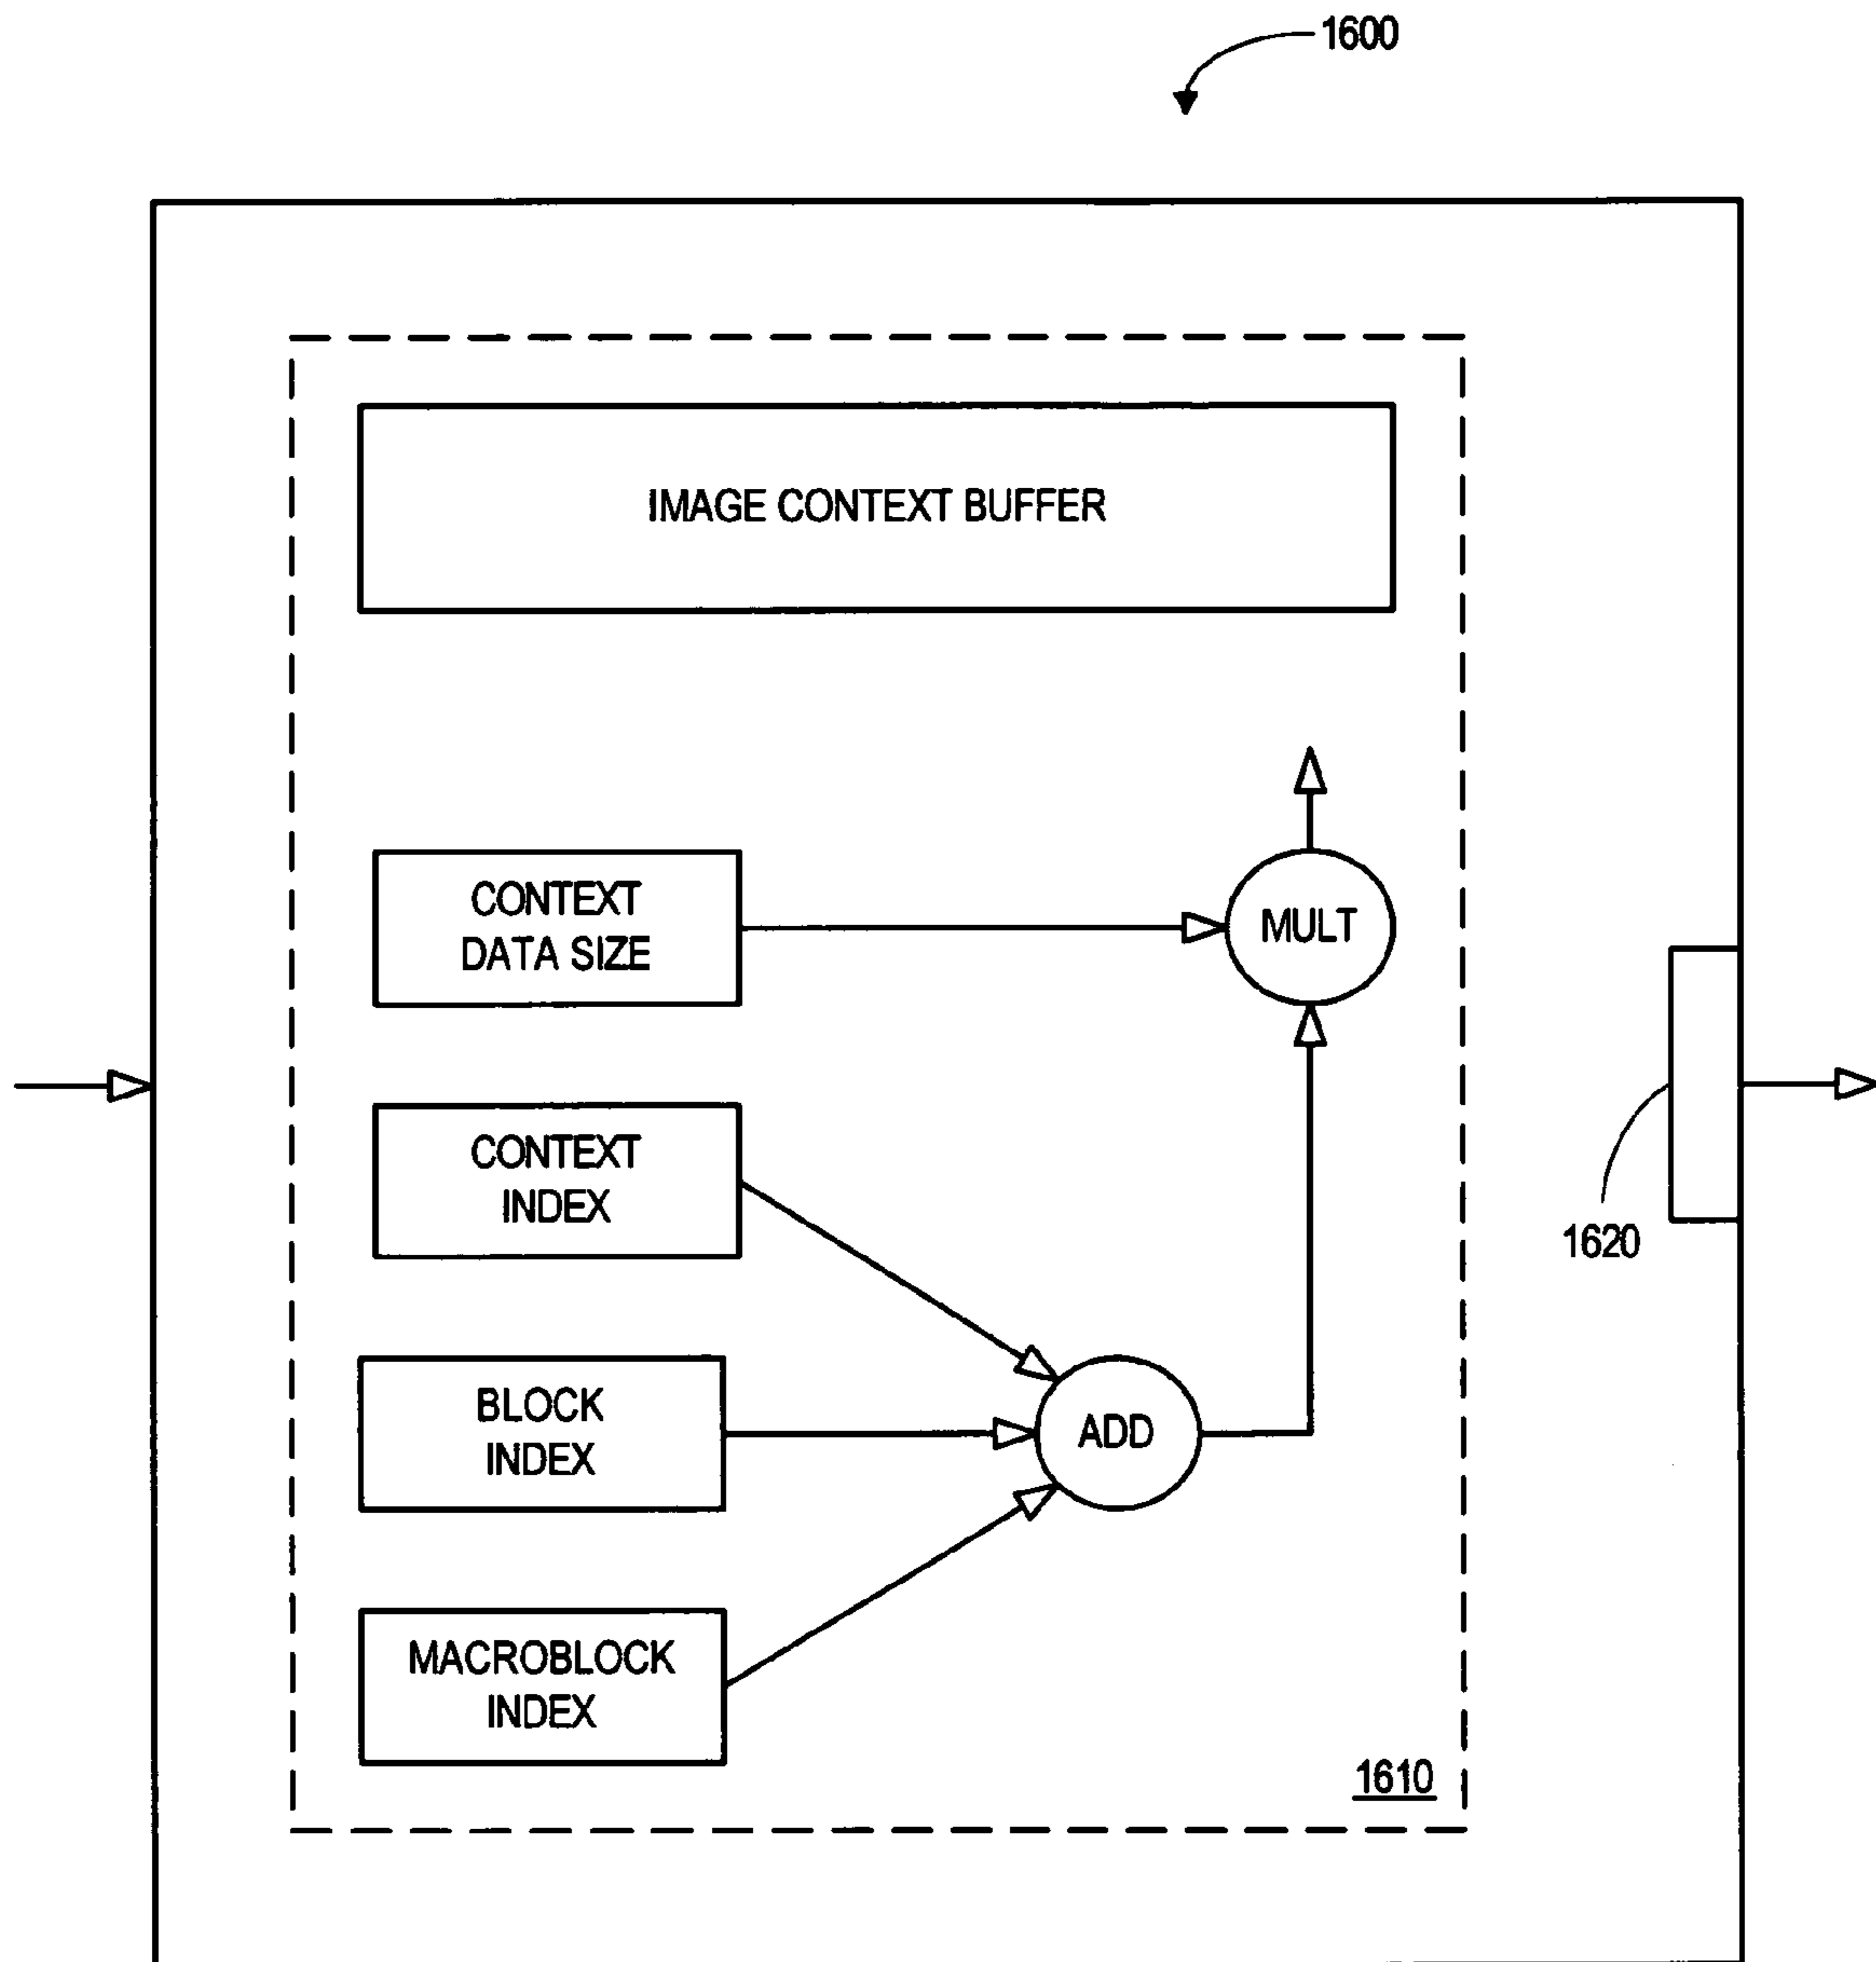 1600
IMAGE CONTEXT BUFFER
CONTEXT
DATA SIZE
MULT
CONTEXT
INDEX
1620
BLOCK
INDEX
ADD
MACROBLOCK
INDEX
1610